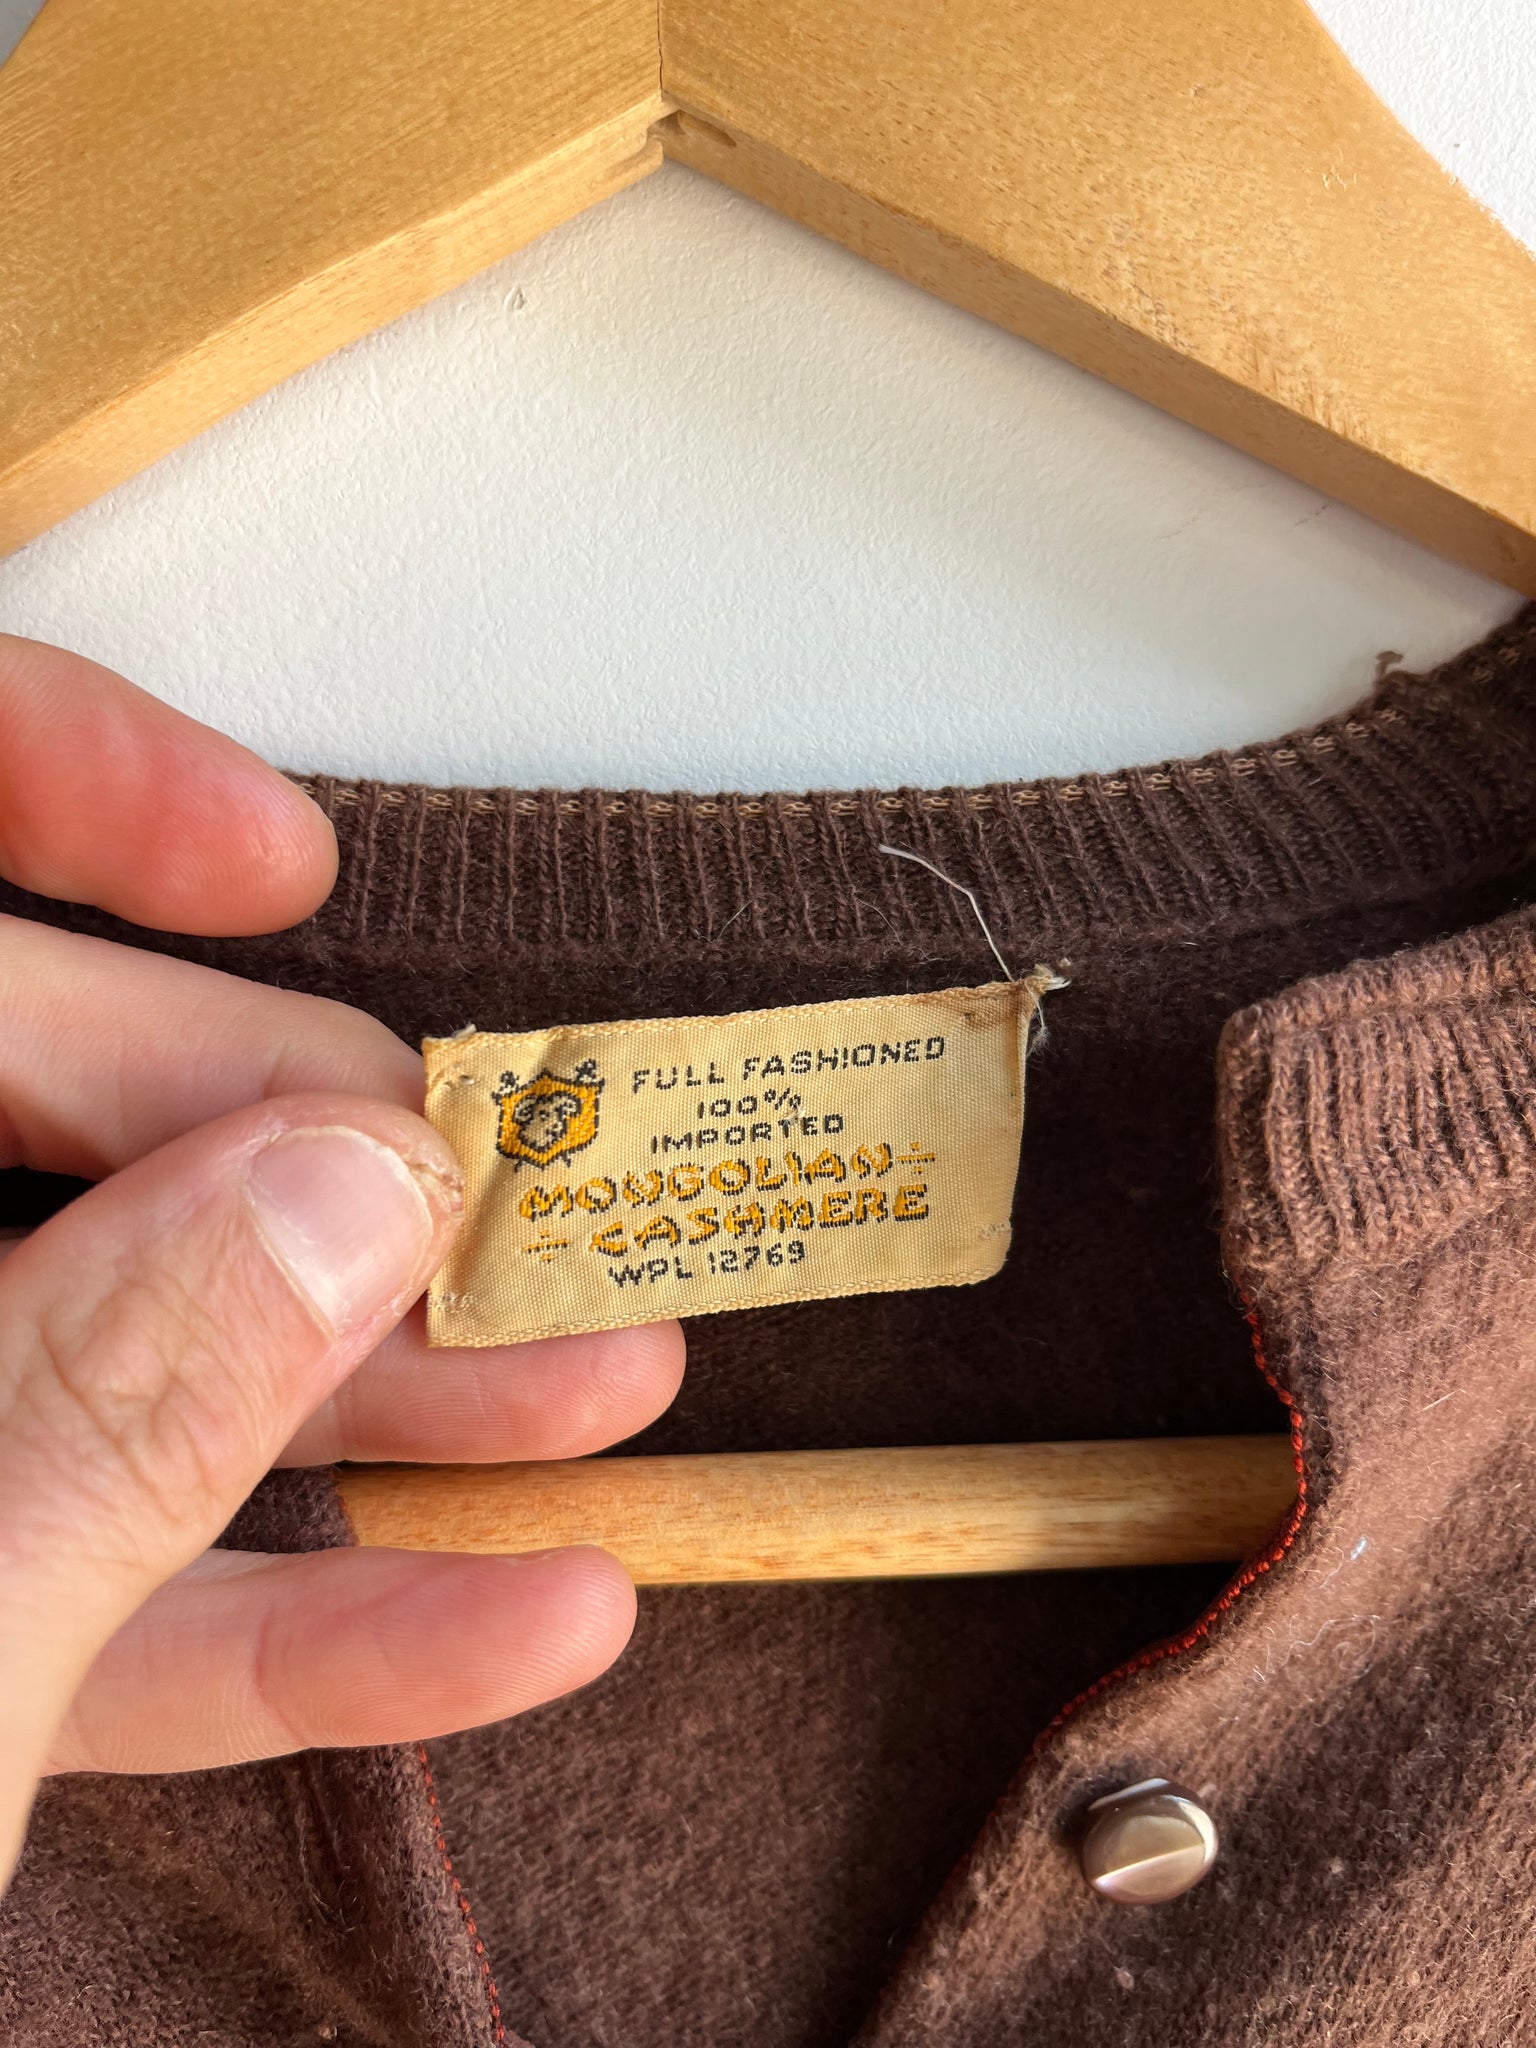 FULL FASHIONED
100%
IMPORTED
MONGOLIAN
CASHMERE
WPL 12769